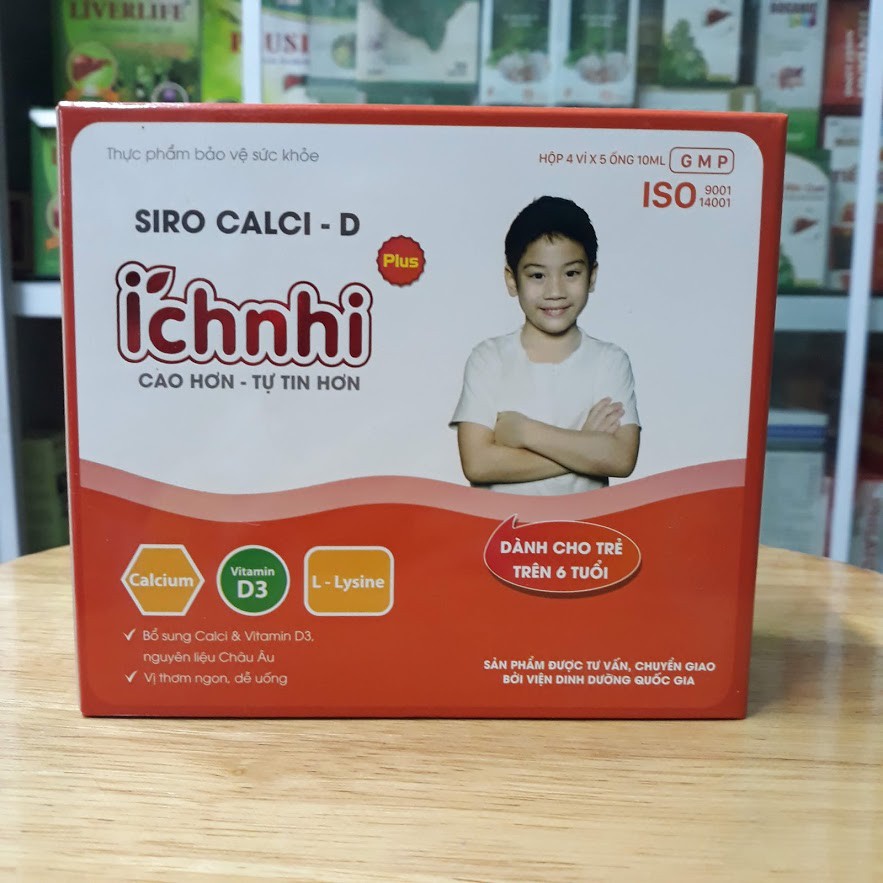 LIVERLIFE
Thực phẩm bảo vệ sức khỏe
HỘP 4 VỈ X 5 ỐNG 10ML
GMP
ISO 9001
14001
SIRO CALCI - D
Plus
ichnhi
CAO HƠN - TỰ TIN HƠN
DÀNH CHO TRẺ
TRÊN 6 TUỔI
Calcium
Vitamin
D3
L - Lysine
✓ Bổ sung Calci & Vitamin D3,
nguyên liệu Châu Âu
✓ Vị thơm ngon, dễ uống
SẢN PHẨM ĐƯỢC TƯ VẤN, CHUYỂN GIAO
BỞI VIỆN DINH DƯỠNG QUỐC GIA